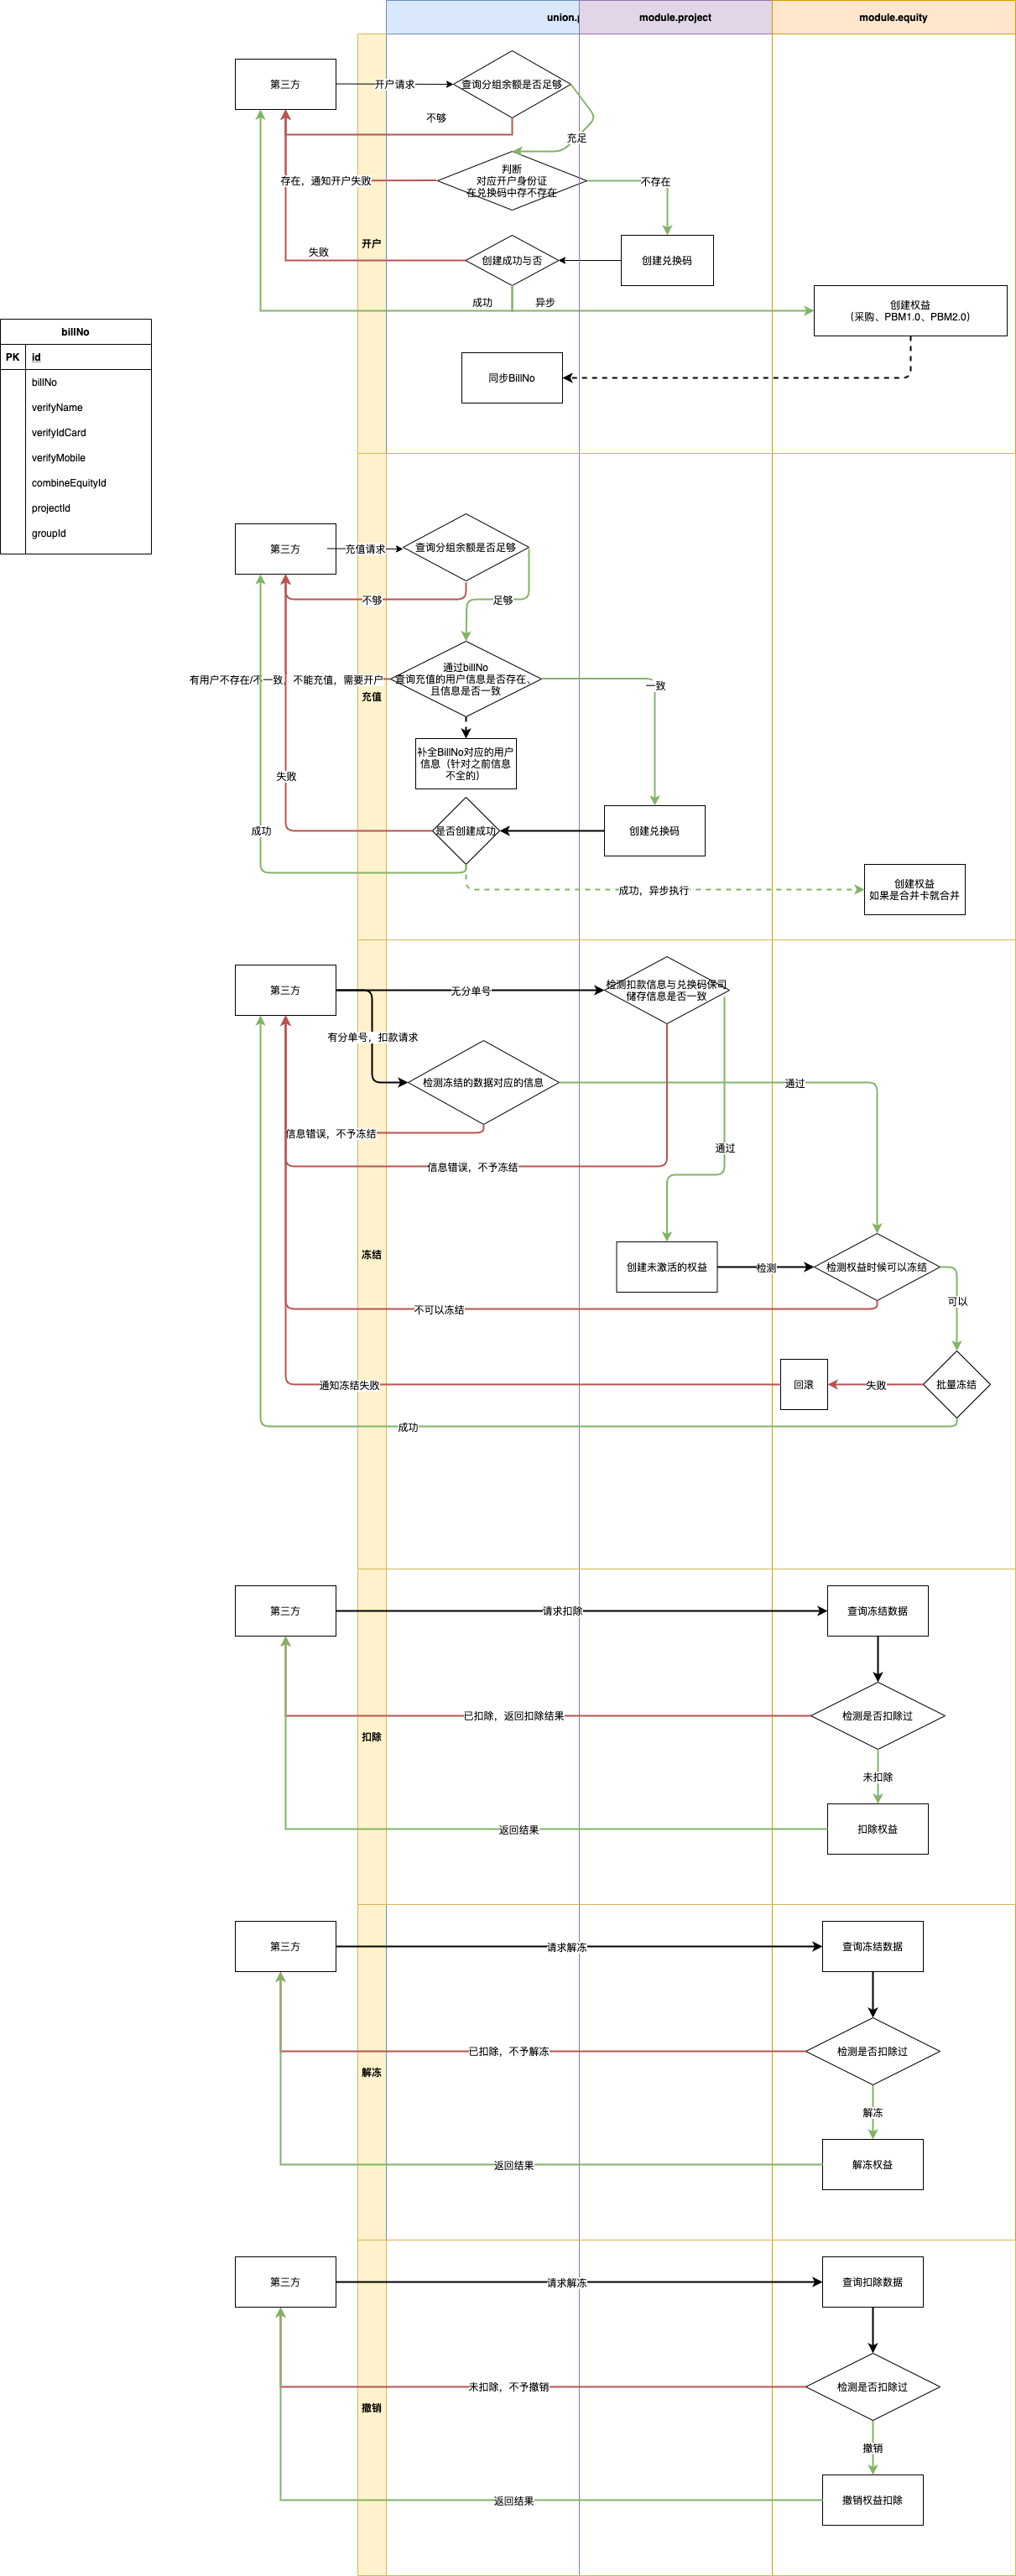 union.p
module.project
module.equity
第三方
开户请求
查询分组余额是否足够
不够
充足
判断
对应开户身份证
在兑换码中存不存在
存在，通知开户失败
不存在
开户
失败
创建成功与否
创建兑换码
成功
异步
创建权益
（采购、PBM1.0、PBM2.0）
同步BillNo
billNo
PK
id
billNo
verifyName
verifyIdCard
verifyMobile
combineEquityId
projectId
groupId
第三方
充值请求
查询分组余额是否足够
不够
足够
通过billNo
查询充值的用户信息是否存在、
且信息是否一致
有用户不存在/不一致，不能充值，需要开户
一致
充值
补全BillNo对应的用户
信息（针对之前信息
不全的）
失败
成功
是否创建成功
创建兑换码
成功，异步执行
创建权益
如果是合并卡就合并
第三方
无分单号
检测扣款信息与兑换码保司
储存信息是否一致
有分单号，扣款请求
检测冻结的数据对应的信息
通过
信息错误，不予冻结
通过
信息错误，不予冻结
冻结
创建未激活的权益
检测
检测权益时候可以冻结
可以
不可以冻结
通知冻结失败
回滚
失败
批量冻结
成功
第三方
请求扣除
查询冻结数据
已扣除，返回扣除结果
检测是否扣除过
扣除
未扣除
返回结果
扣除权益
第三方
请求解冻
查询冻结数据
已扣除，不予解冻
检测是否扣除过
解冻
解冻
返回结果
解冻权益
第三方
请求解冻
查询扣除数据
未扣除，不予撤销
检测是否扣除过
撤销
撤销
返回结果
撤销权益扣除